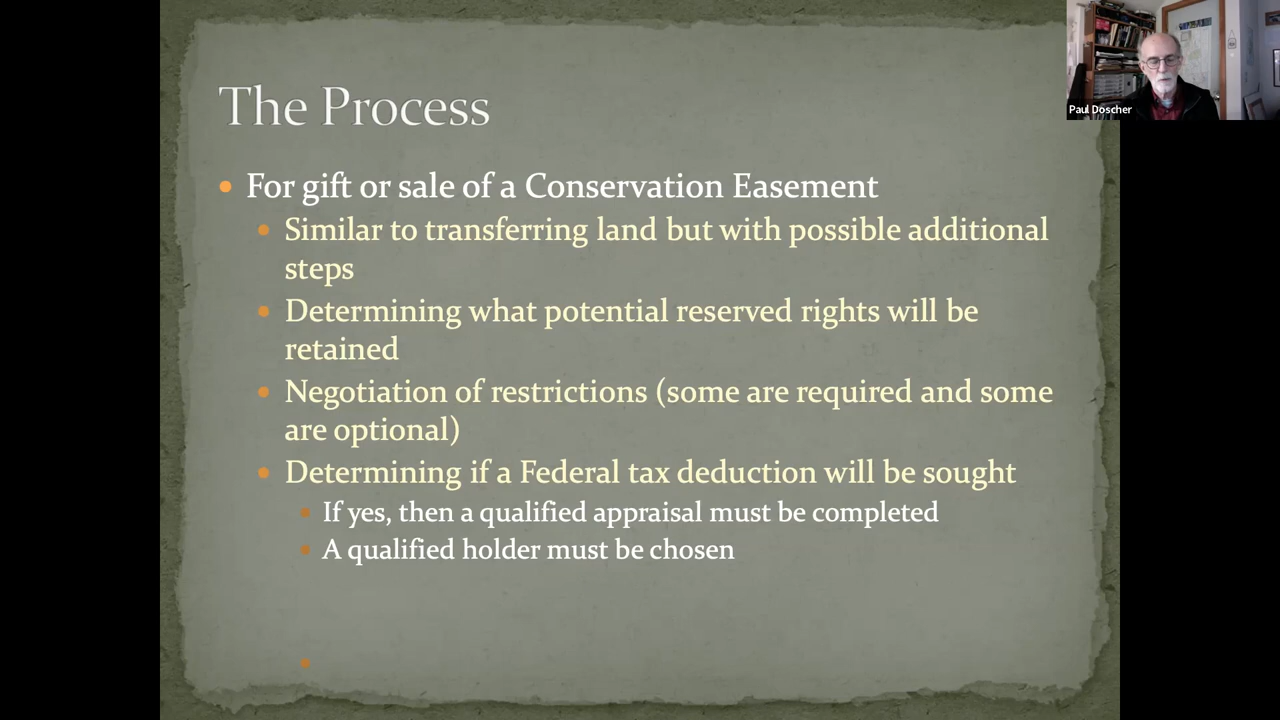 The Process
Paul Doscher
• For gift or sale of a Conservation Easement
• Similar to transferring land but with possible additional
steps
• Determining what potential reserved rights will be
retained
• Negotiation of restrictions (some are required and some
are optional)
• Determining if a Federal tax deduction will be sought
• If yes, then a qualified appraisal must be completed
• A qualified holder must be chosen